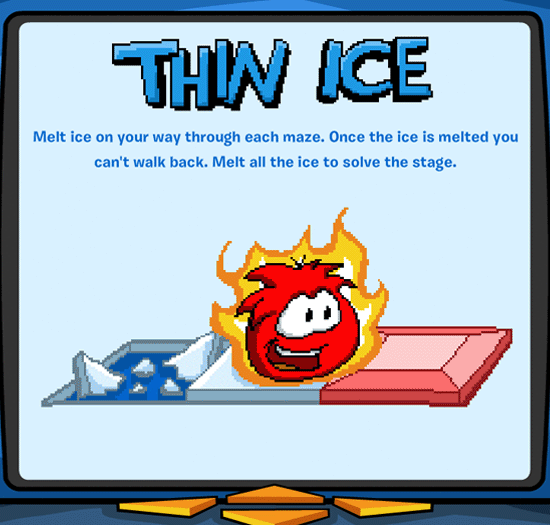 THIN ICE
Melt ice on your way through each maze. Once the ice is melted you
can't walk back. Melt all the ice to solve the stage.